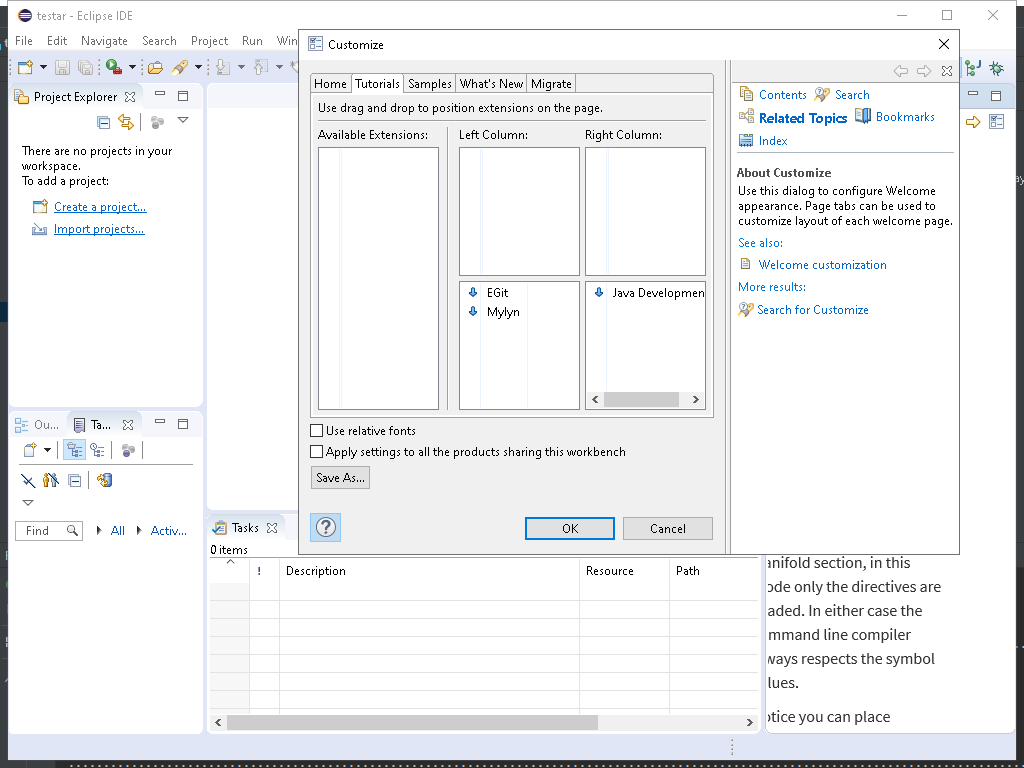 testar - Eclipse IDE
File Edit Navigate Search Project Run
Customize
Project Explorer
There are no projects in your
workspace.
To add a project:
Create a project...
Import projects...
Home Tutorials Samples What's New Migrate
Use drag and drop to position extensions on the page.
Available Extensions: Left Column: Right Column:
EGit
Mylyn
Java Developmen
Use relative fonts
Apply settings to all the products sharing this workbench
Save As...
OK Cancel
Contents Search
Related Topics Bookmarks
Index
About Customize
Use this dialog to configure Welcome
appearance. Page tabs can be used to
customize layout of each welcome page.
See also:
Welcome customization
More results:
Search for Customize
Ou... Ta...
Find All Activ...
Tasks
0 items
! Description Resource Path
anifold section, in this
ode only the directives are
aded. In either case the
mmand line compiler
ways respects the symbol
lues.
otice you can place